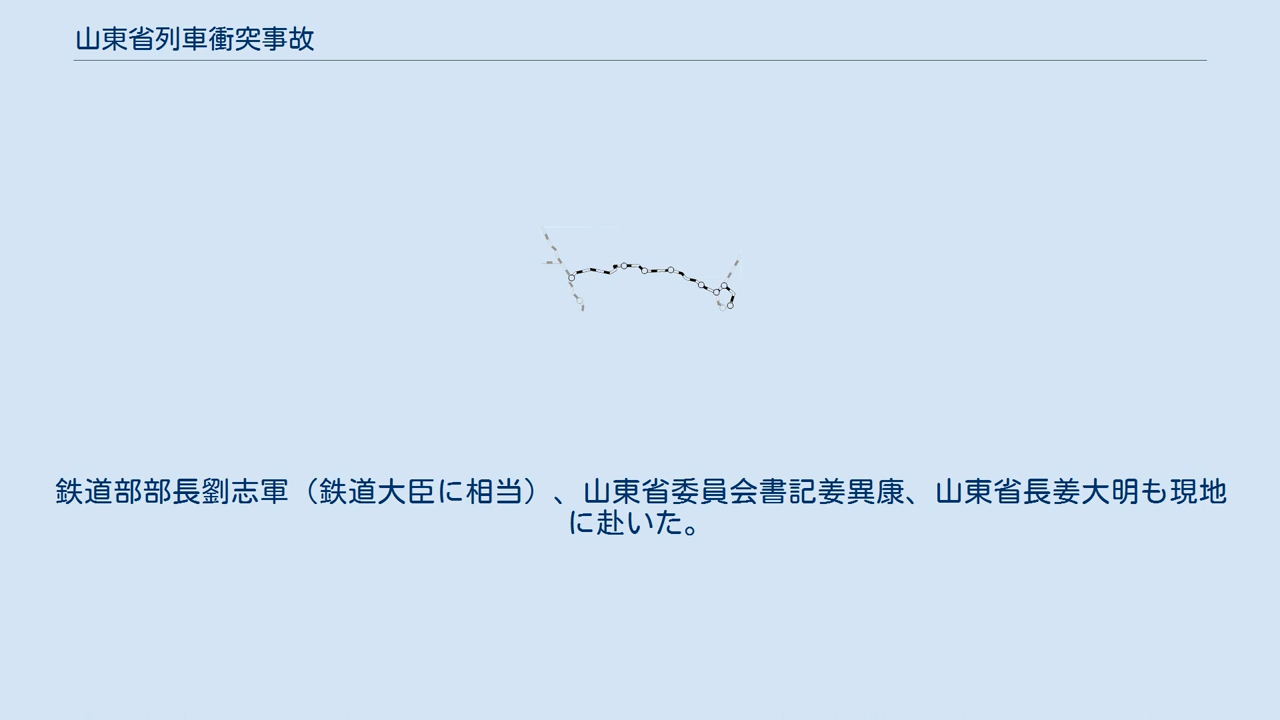 山東省列車衝突事故
鉄道部部長劉志軍（鉄道大臣に相当）、山東省委員会書記姜異康、山東省長姜大明も現地
に赴いた。